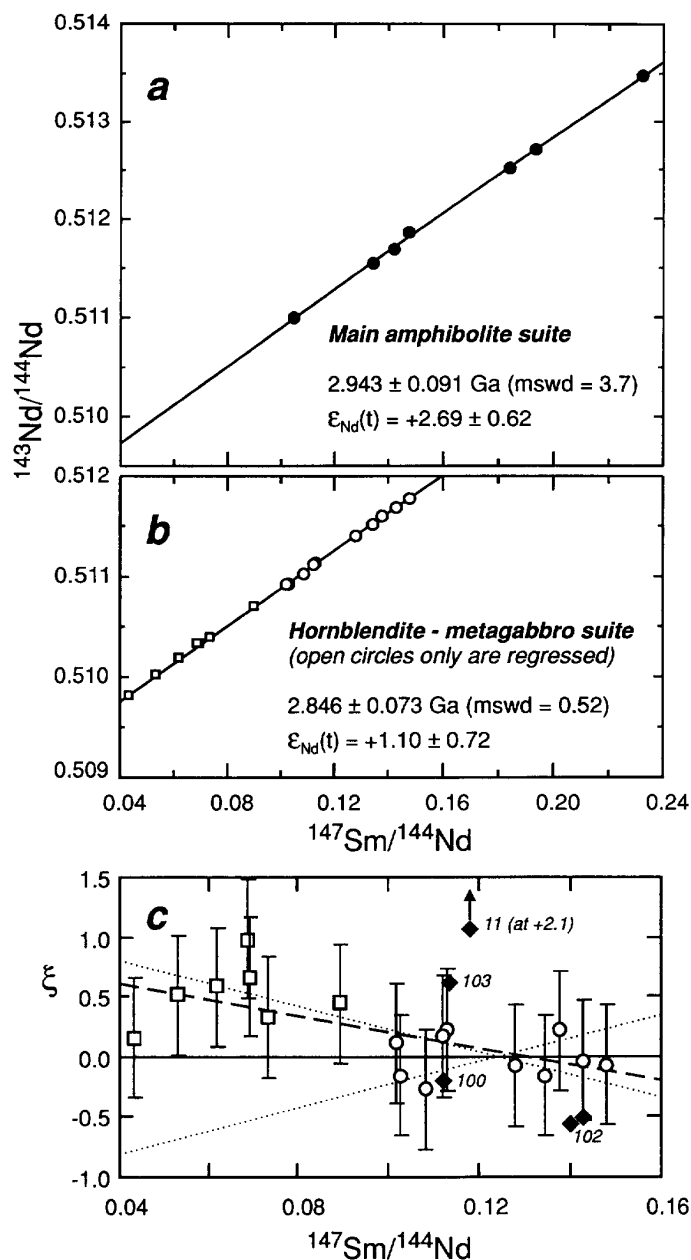 0.514
a
0.513
0.512
0.511
Main amphibolite suite
2.943 ± 0.091 Ga (mswd = 3.7)
0.510
εNd(t) = +2.69 ± 0.62
143Nd/144Nd
0.512
b
0.511
Hornblendite - metagabbro suite
0.510
(open circles only are regressed)
2.846 ± 0.073 Ga (mswd = 0.52)
εNd(t) = +1.10 ± 0.72
0.509
0.04 0.08 0.12 0.16 0.20 0.24
147Sm/144Nd
1.5
c
11 (at +2.1)
1.0
ξ
103
0.5
0.0
100
-0.5
102
-1.0
0.04 0.08 0.12 0.16
147Sm/144Nd